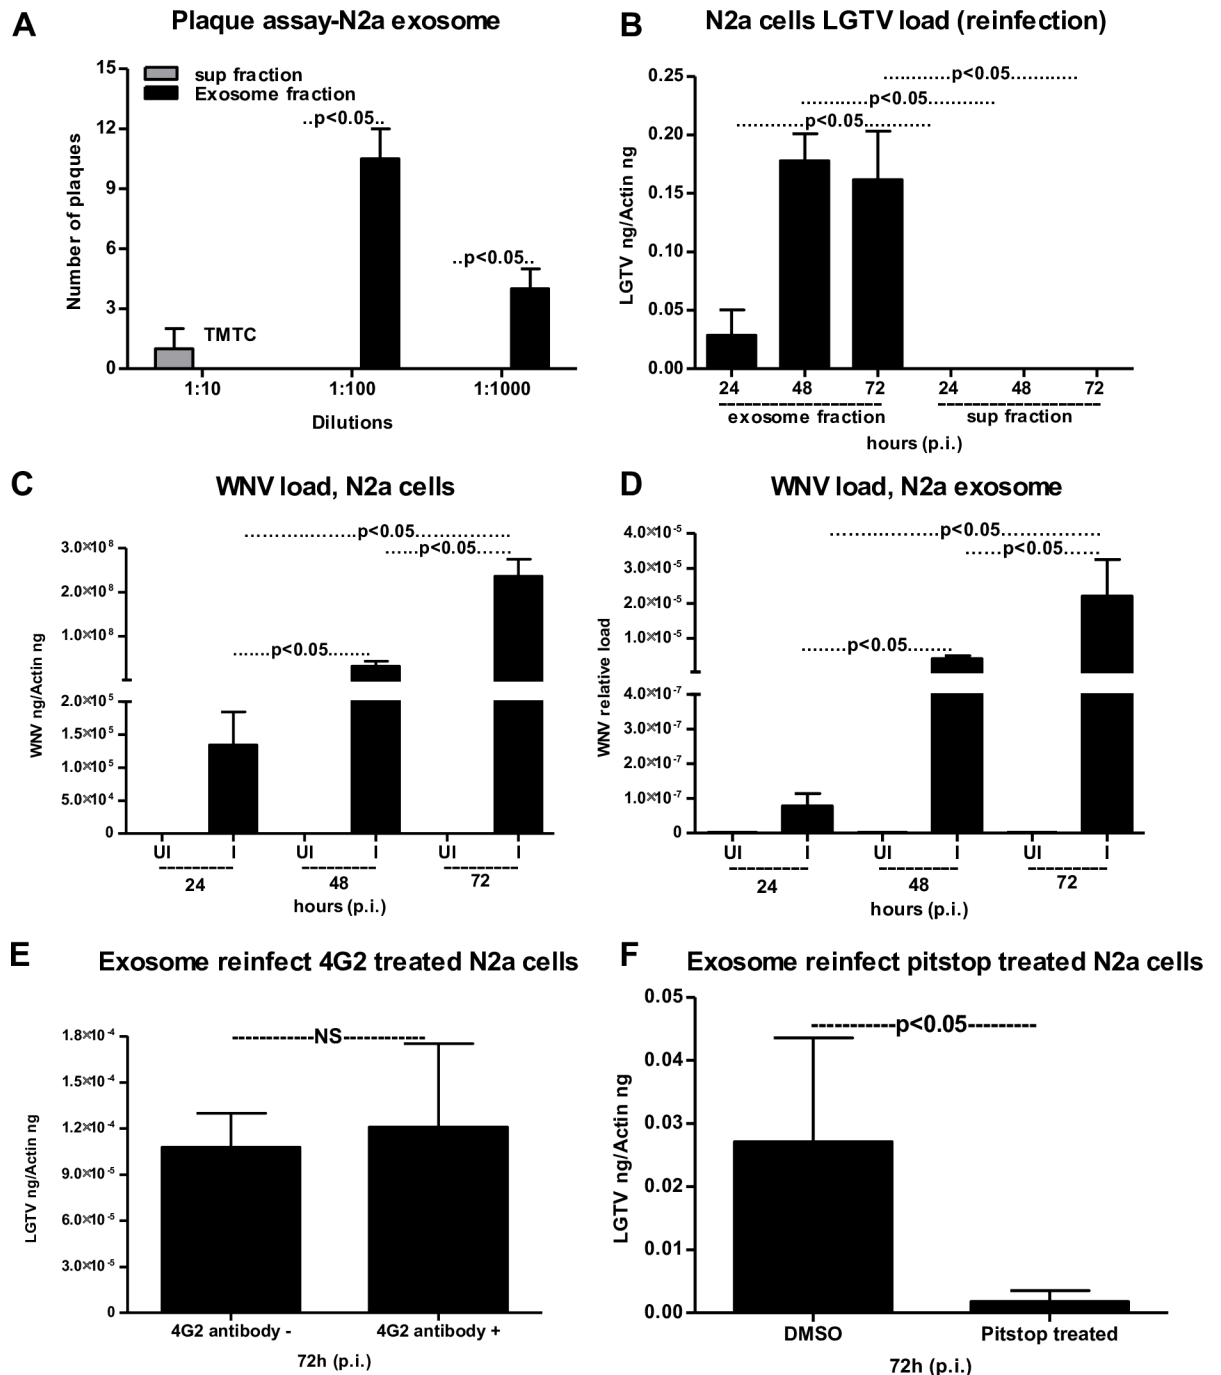 A
Plaque assay-N2a exosome
15
12
9
6
3
0
Number of plaques
sup fraction
Exosome fraction
..p<0.05..
..p<0.05..
TMTC
1:10
1:100
1:1000
Dilutions
B
N2a cells LGTV load (reinfection)
0.25
0.20
0.15
0.10
0.05
0.00
LGTV ng/Actin ng
p<0.05
p<0.05
p<0.05
24
48
72
24
48
72
exosome fraction
sup fraction
hours (p.i.)
C
WNV load, N2a cells
3.0×10⁸
2.0×10⁸
1.0×10⁸
2.0×10⁵
1.5×10⁵
1.0×10⁵
5.0×10⁴
0
WNV ng/Actin ng
p<0.05
p<0.05
p<0.05
UI
I
UI
I
UI
I
24
48
72
hours (p.i.)
D
WNV load, N2a exosome
4.0×10⁻⁵
3.0×10⁻⁵
2.0×10⁻⁵
1.0×10⁻⁵
4.0×10⁻⁷
3.0×10⁻⁷
2.0×10⁻⁷
1.0×10⁻⁷
0
WNV relative load
p<0.05
p<0.05
p<0.05
UI
I
UI
I
UI
I
24
48
72
hours (p.i.)
E
Exosome reinfect 4G2 treated N2a cells
1.8×10⁻⁴
1.5×10⁻⁴
1.2×10⁻⁴
9.0×10⁻⁵
6.0×10⁻⁵
3.0×10⁻⁵
0
LGTV ng/Actin ng
NS
4G2 antibody -
4G2 antibody +
72h (p.i.)
F
Exosome reinfect pitstop treated N2a cells
0.05
0.04
0.03
0.02
0.01
0.00
LGTV ng/Actin ng
p<0.05
DMSO
Pitstop treated
72h (p.i.)